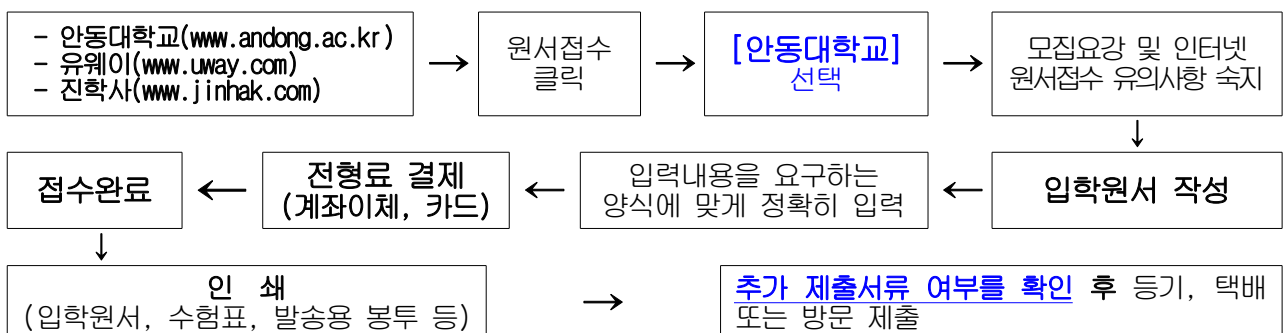 - 안동대학교(www.andong.ac.kr)
- 유웨이(www.uway.com)
- 진학사(www.jinhak.com)
→
원서접수
클릭
→
[안동대학교]
선택
→
모집요강 및 인터넷
원서접수 유의사항 숙지
↓
입학원서 작성
←
입력내용을 요구하는
양식에 맞게 정확히 입력
←
전형료 결제
(계좌이체, 카드)
←
접수완료
↓
인 쇄
(입학원서, 수험표, 발송용 봉투 등)
→
추가 제출서류 여부를 확인 후 등기, 택배
또는 방문 제출